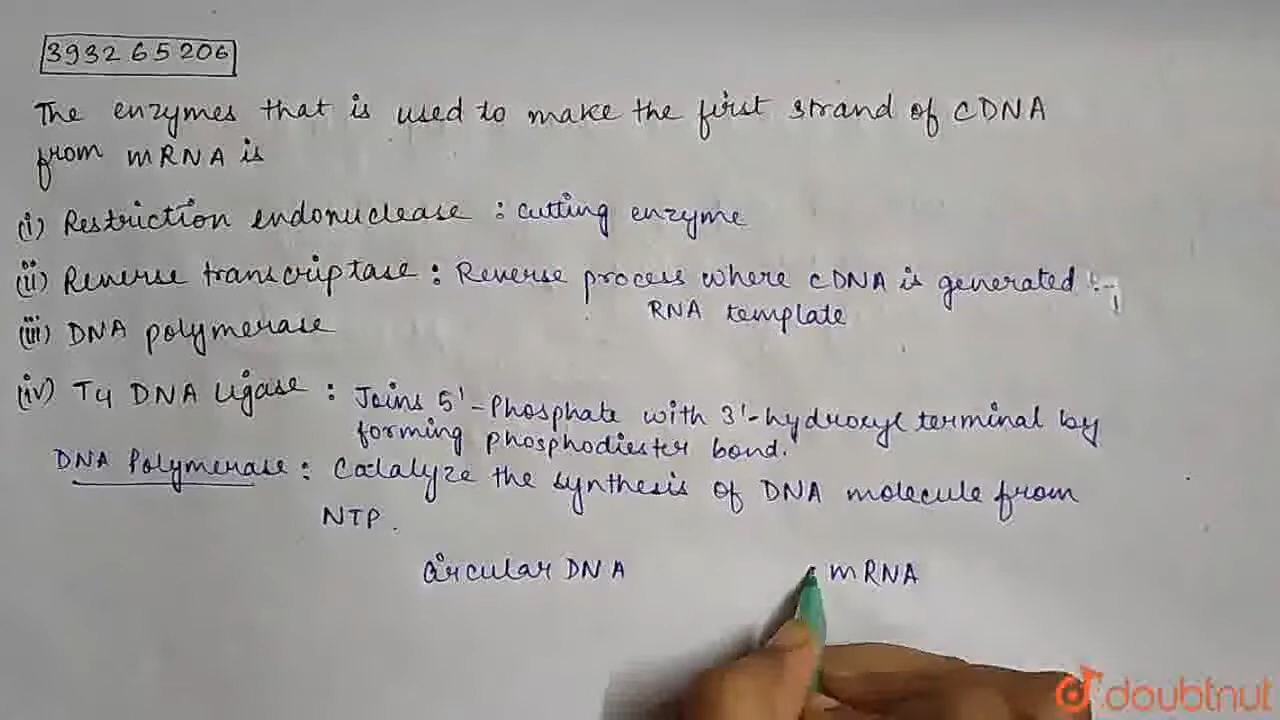 393265206
The enzymes that is used to make the first strand of CDNA
from mRNA is
(i) Restriction endonuclease : cutting enzyme
(ii) Reverse transcriptase : Reverse process where CDNA is generated :-
RNA template
(iii) DNA polymerase
(iv) T4 DNA ligase : Joins 5'-Phosphate with 3'-hydroxyl terminal by
forming phosphodiester bond.
DNA Polymerase : Catalyze the synthesis of DNA molecule from
NTP.
Circular DNA mRNA
doubtnut